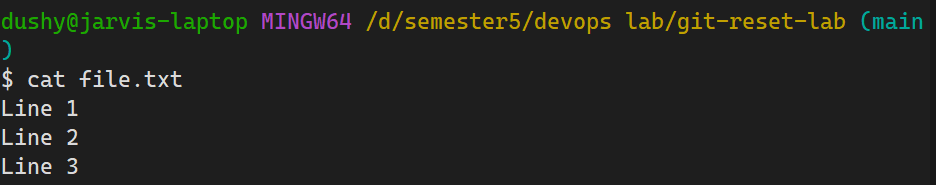 dushy@jarvis-laptop MINGW64 /d/semester5/devops lab/git-reset-lab (main
)
$ cat file.txt
Line 1
Line 2
Line 3